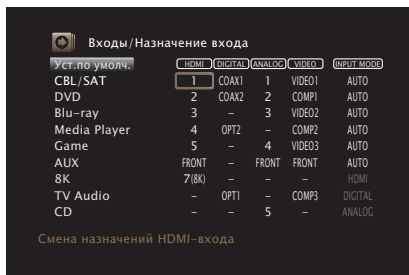 Входы/Назначение входа
Уст.по умолч. HDMI DIGITAL ANALOG VIDEO INPUT MODE
CBL/SAT 1 COAX1 1 VIDEO1 AUTO
DVD 2 COAX2 2 COMP1 AUTO
Blu-ray 3 – 3 VIDEO2 AUTO
Media Player 4 OPT2 – COMP2 AUTO
Game 5 – 4 VIDEO3 AUTO
AUX FRONT – FRONT FRONT AUTO
8K 7(8K) – – – HDMI
TV Audio – OPT1 – COMP3 DIGITAL
CD – – 5 – ANALOG
Смена назначений HDMI-входа